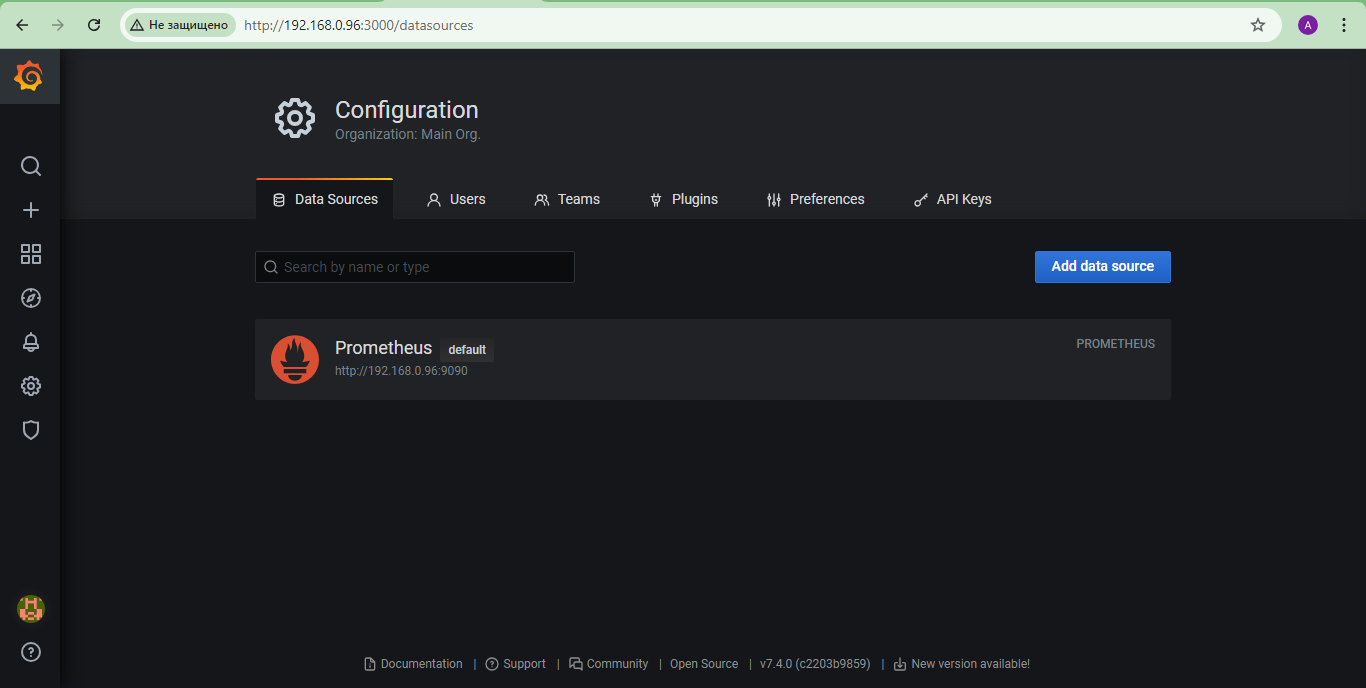 Не защищено http://192.168.0.96:3000/datasources A
Configuration
Organization: Main Org.
Data Sources Users Teams Plugins Preferences API Keys
Search by name or type Add data source
Prometheus default PROMETHEUS
http://192.168.0.96:9090
Documentation | Support | Community | Open Source | v7.4.0 (c2203b9859) | New version available!